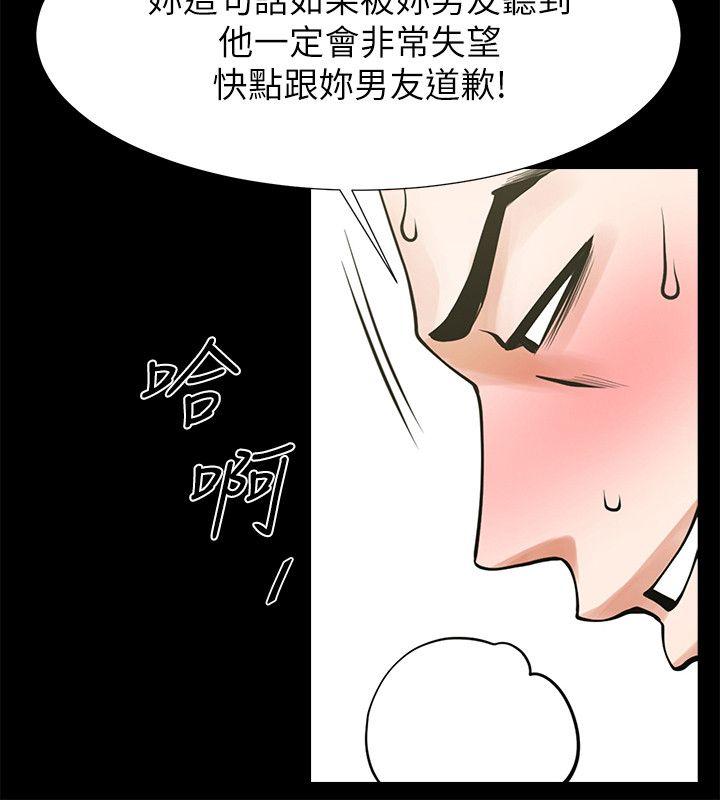 妳這句話如果被妳男友聽到
他一定會非常失望
快點跟妳男友道歉!
哈
啊